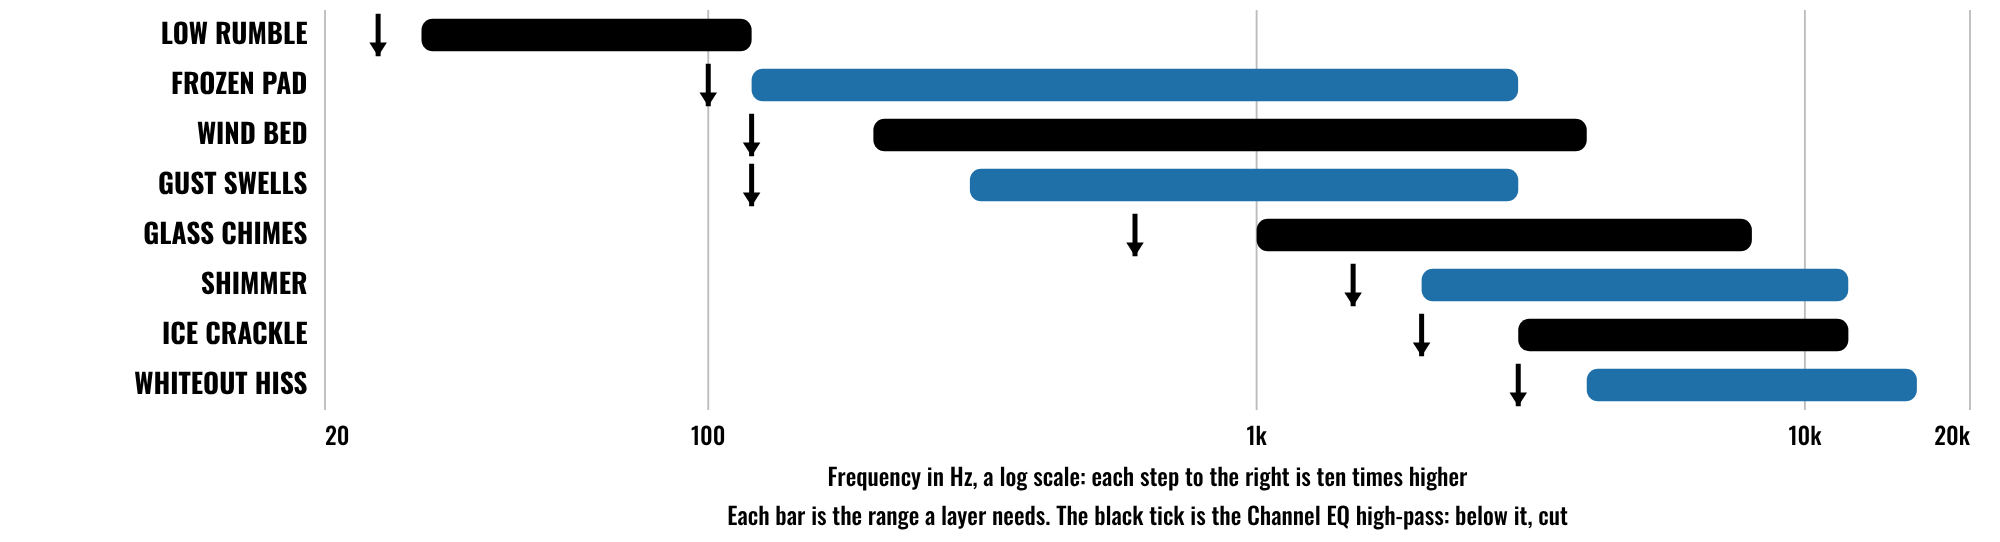 LOW RUMBLE
FROZEN PAD
WIND BED
GUST SWELLS
GLASS CHIMES
SHIMMER
ICE CRACKLE
WHITEOUT HISS
20 100 1k 10k 20k
Frequency in Hz, a log scale: each step to the right is ten times higher
Each bar is the range a layer needs. The black tick is the Channel EQ high-pass: below it, cut